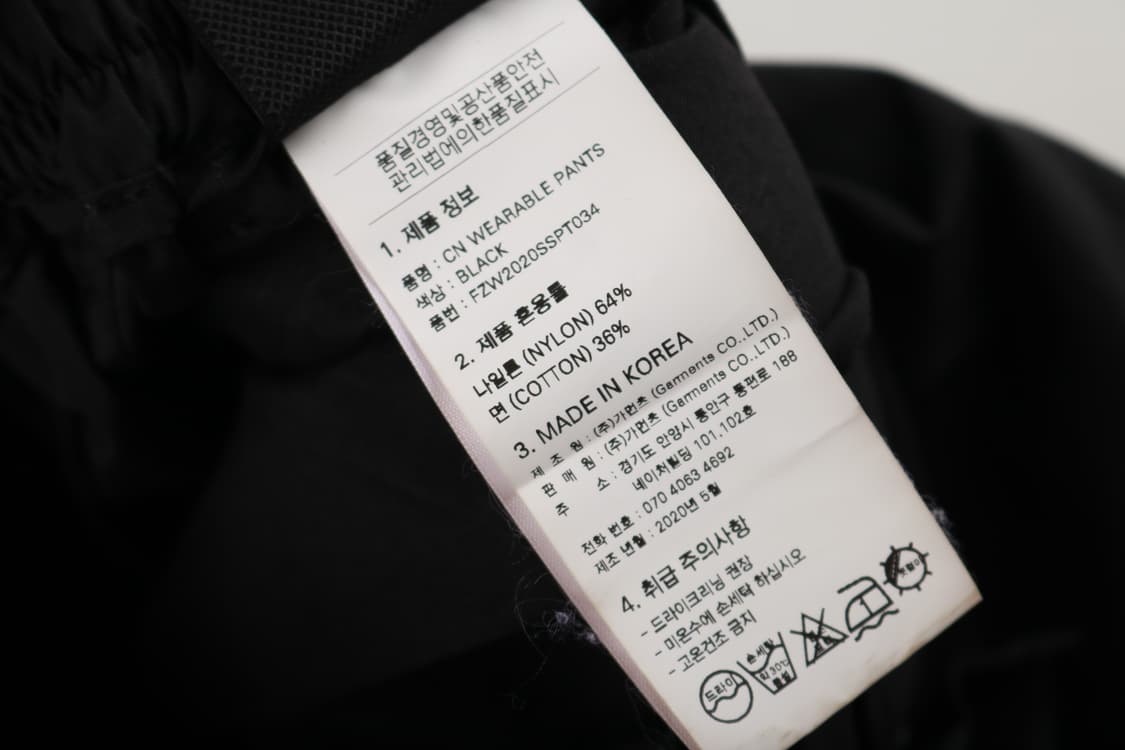 품질경영및공산품안전
관리법에의한품질표시
1. 제품 정보
품명 : CN WEARABLE PANTS
색상 : BLACK
품번 : FZW2020SSPT034
2. 제품 혼용률
나일론 (NYLON) 64%
면 (COTTON) 36%
3. MADE IN KOREA
제 조 원 : (주)가먼츠 (Garments CO.,LTD.)
판 매 원 : (주)가먼츠 (Garments CO.,LTD.)
주 소 : 경기도 안양시 동안구 동편로 188
네이처빌딩 101.102호
전화 번호 : 070 4063 4692
제조 년월 : 2020년 5월
4. 취급 주의사항
- 드라이크리닝 권장
- 미온수에 손세탁 하십시오
- 고온건조 금지
드라이
손세탁
약 30℃
중성
옷걸이